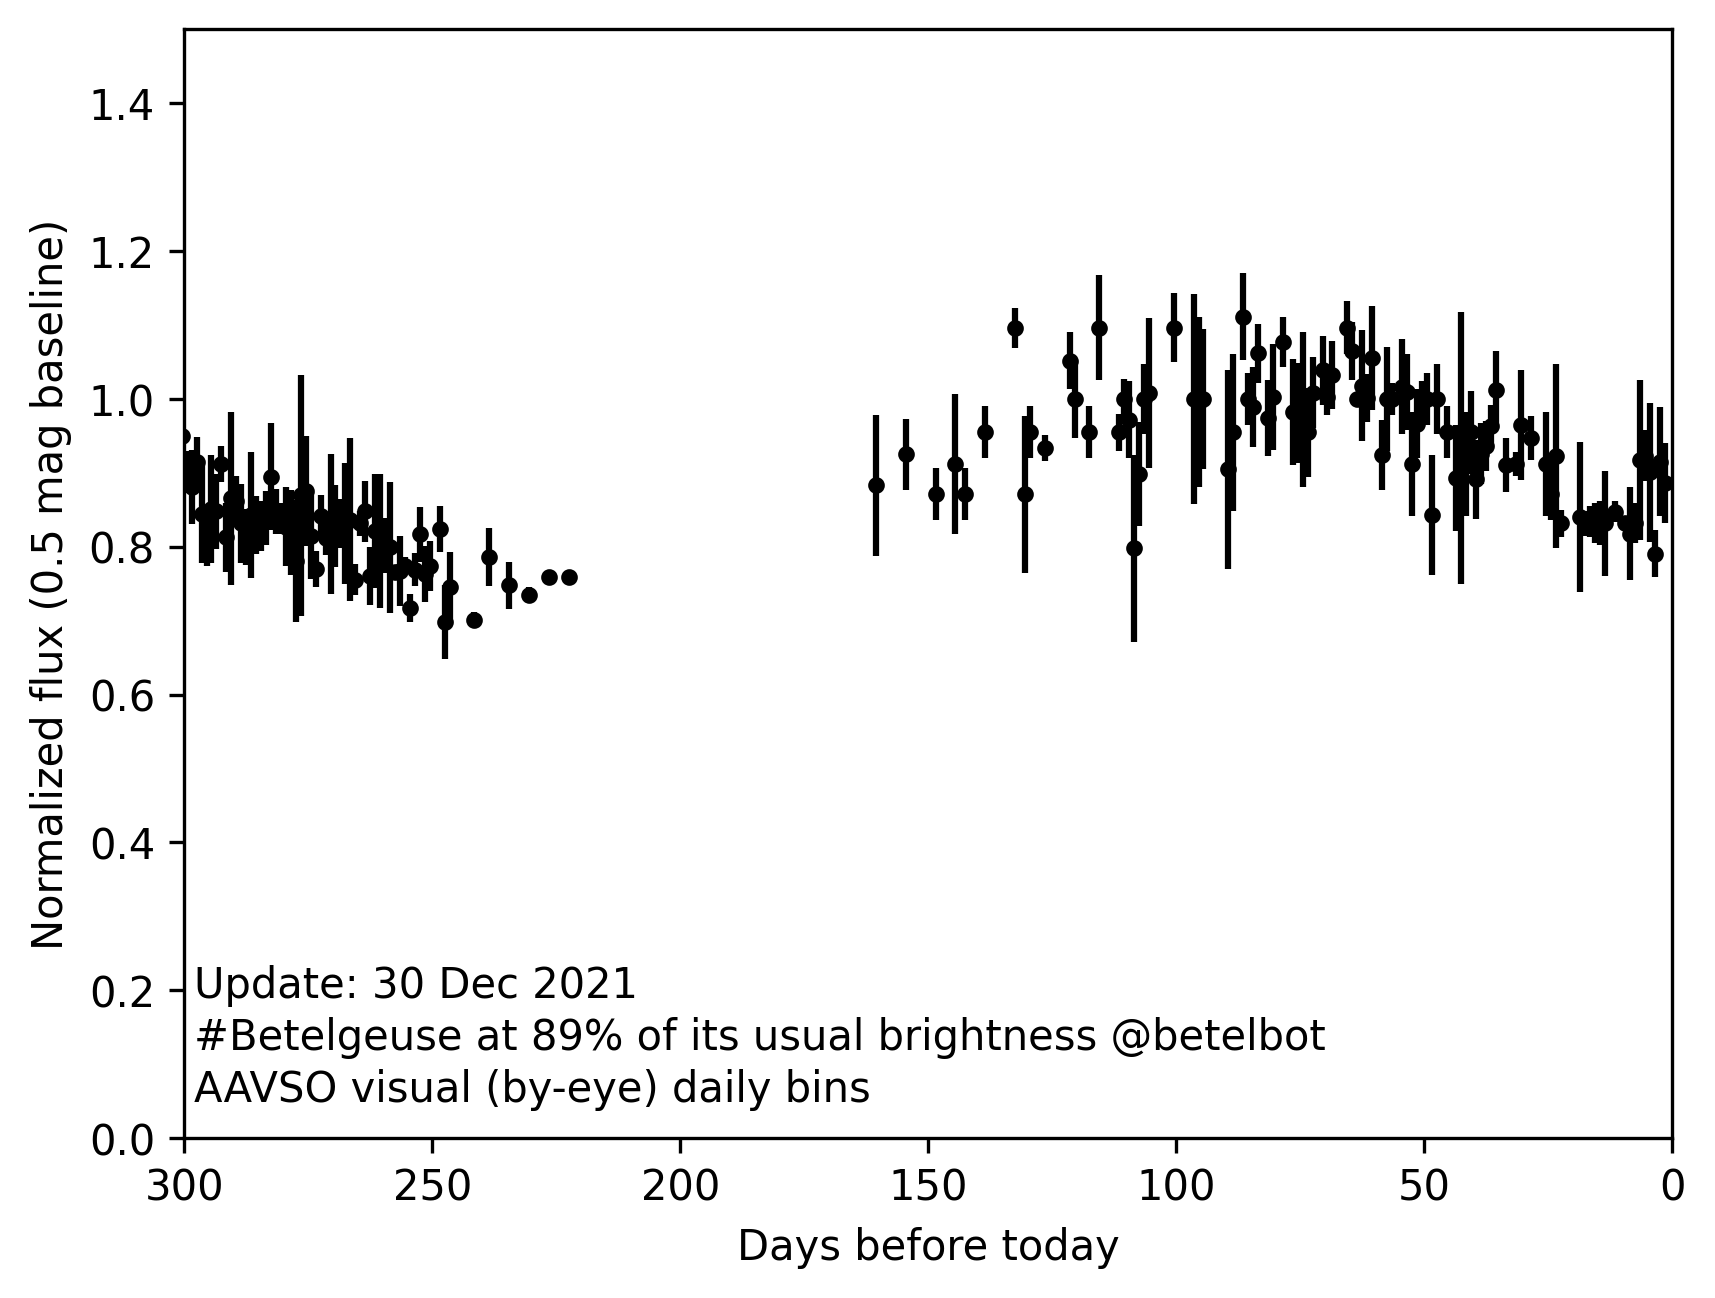 Normalized flux (0.5 mag baseline)
1.4
1.2
1.0
0.8
0.6
0.4
0.2
0.0
Update: 30 Dec 2021
#Betelgeuse at 89% of its usual brightness @betelbot
AAVSO visual (by-eye) daily bins
300 250 200 150 100 50 0
Days before today